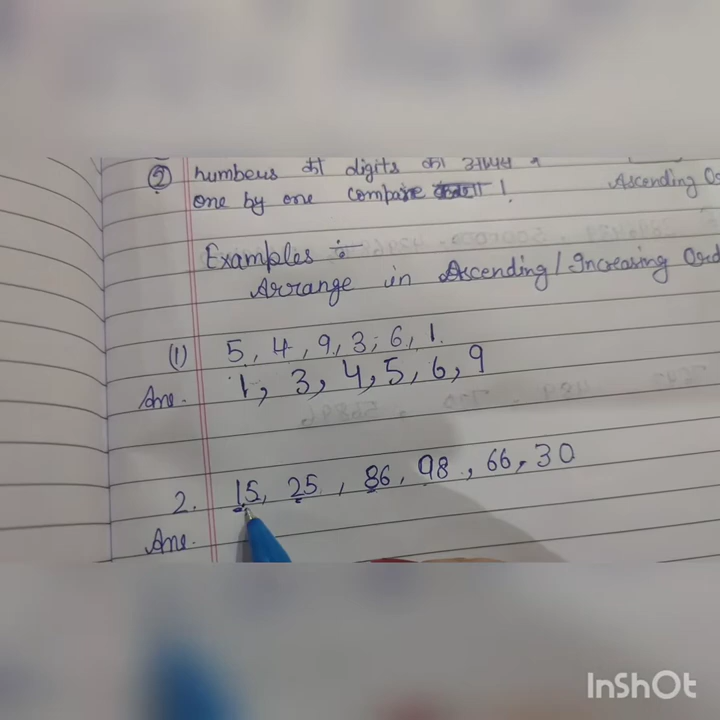 ② numbers की digits का
one by one compare करना ।
Ascending O
Examples ÷
Arrange in Ascending/Increasing Ord
(1) 5, 4, 9, 3, 6, 1.
Ans. 1, 3, 4, 5, 6, 9
2. 15, 25, 86, 98, 66, 30
Ans.
InShOt